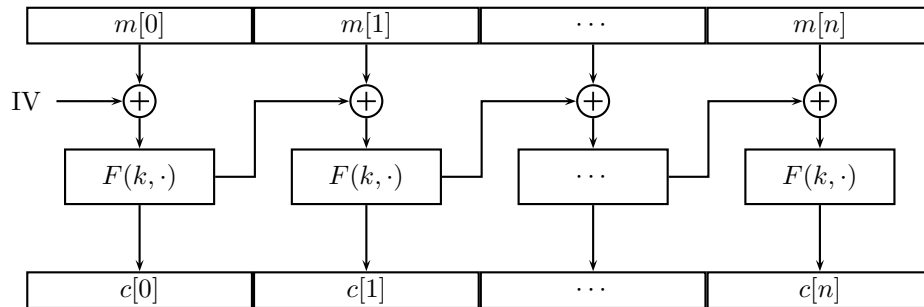 m[0] m[1] ⋯ m[n]
IV
F(k,·) F(k,·) ⋯ F(k,·)
c[0] c[1] ⋯ c[n]